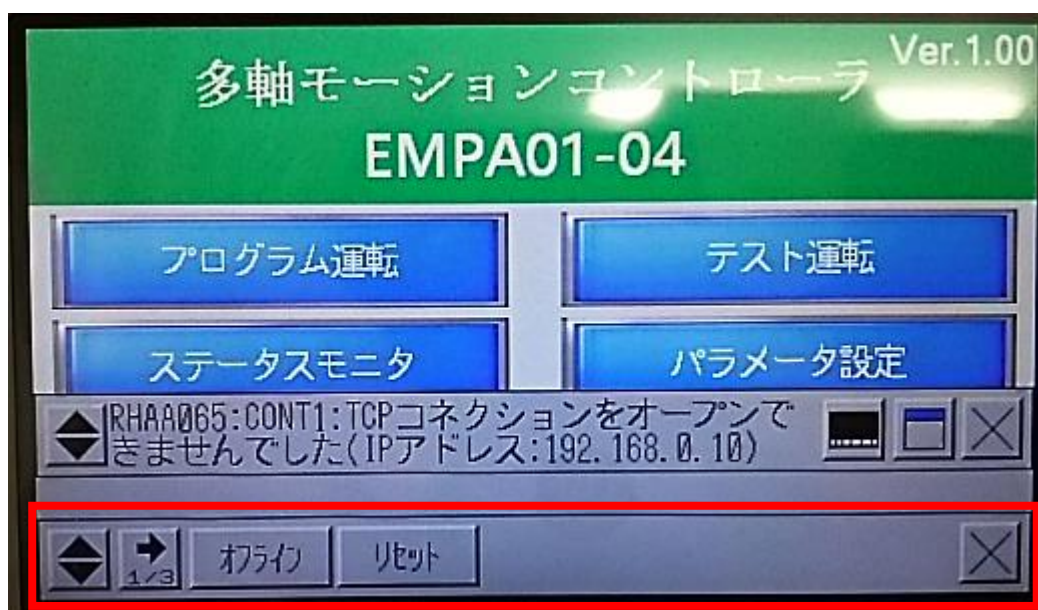 多軸モーションコントローラ
Ver.1.00
EMPA01-04
プログラム運転
テスト運転
ステータスモニタ
パラメータ設定
RHAA065:CONT1:TCPコネクションをオープンで
きませんでした(IPアドレス:192.168.0.10)
1/3
オフライン
リセット